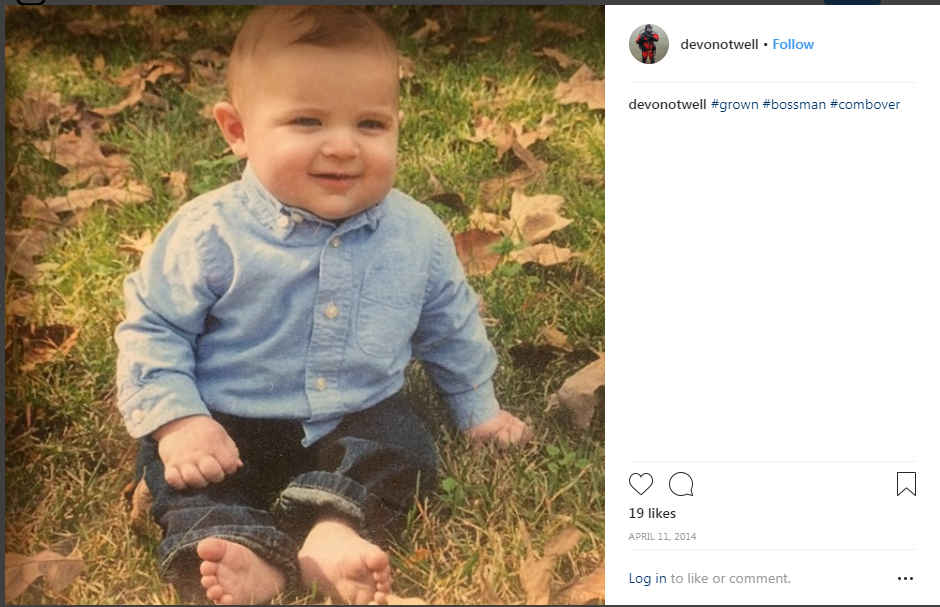 devonotwell • Follow
devonotwell #grown #bossman #combover
19 likes
APRIL 11, 2014
Log in to like or comment.